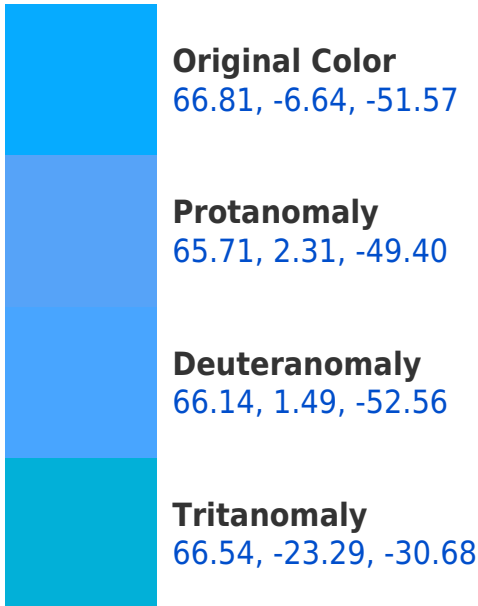 Original Color
66.81, -6.64, -51.57
Protanomaly
65.71, 2.31, -49.40
Deuteranomaly
66.14, 1.49, -52.56
Tritanomaly
66.54, -23.29, -30.68